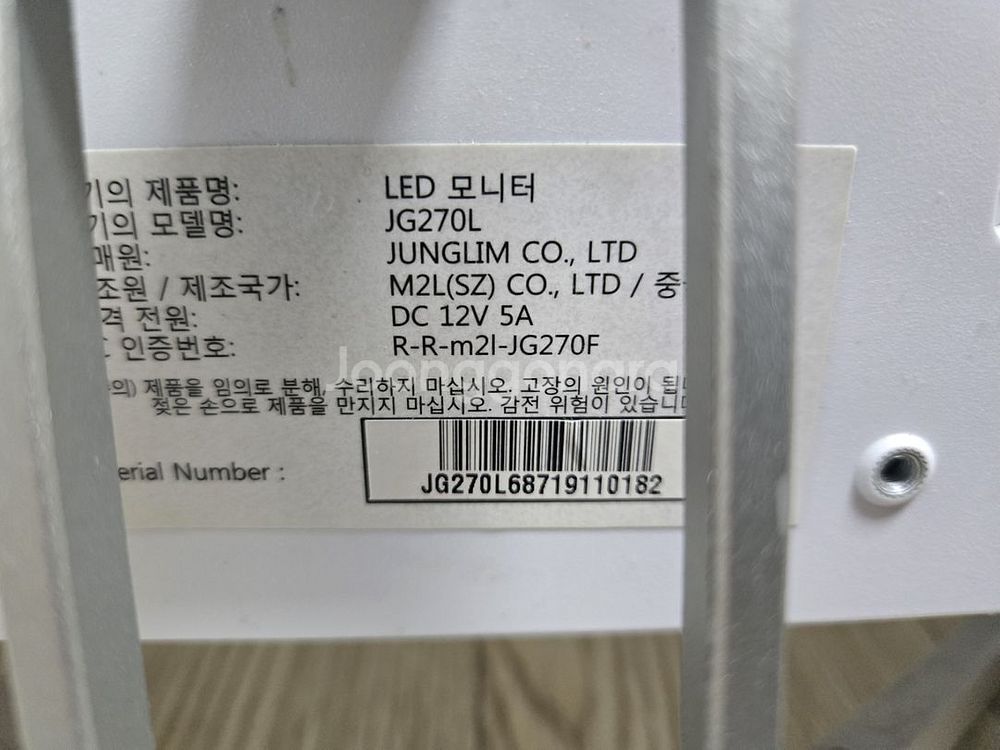 기의 제품명: LED 모니터
기의 모델명: JG270L
매원: JUNGLIM CO., LTD
조원 / 제조국가: M2L(SZ) CO., LTD / 중
격 전원: DC 12V 5A
C 인증번호: R-R-m2l-JG270F
Joonggonara
의) 제품을 임의로 분해, 수리하지 마십시오. 고장의 원인이 됩니
젖은 손으로 제품을 만지지 마십시오. 감전 위험이 있습니다
erial Number :
JG270L68719110182